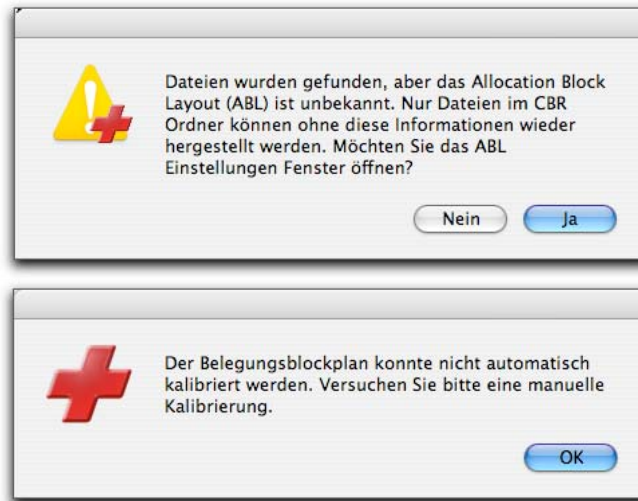 Dateien wurden gefunden, aber das Allocation Block
Layout (ABL) ist unbekannt. Nur Dateien im CBR
Ordner können ohne diese Informationen wieder
hergestellt werden. Möchten Sie das ABL
Einstellungen Fenster öffnen?
Nein Ja
Der Belegungsblockplan konnte nicht automatisch
kalibriert werden. Versuchen Sie bitte eine manuelle
Kalibrierung.
OK